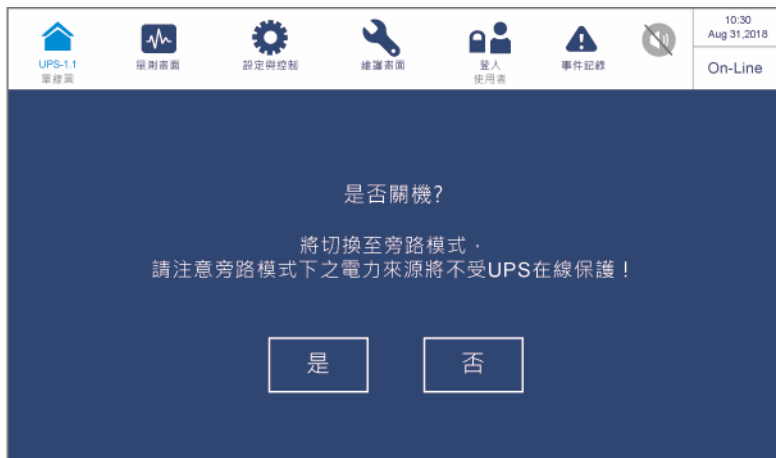 UPS-1.1
單線圖
量測畫面
設定與控制
維護畫面
登入
使用者
事件記錄
10:30
Aug 31,2018
On-Line
是否關機?
將切換至旁路模式，
請注意旁路模式下之電力來源將不受UPS在線保護！
是
否